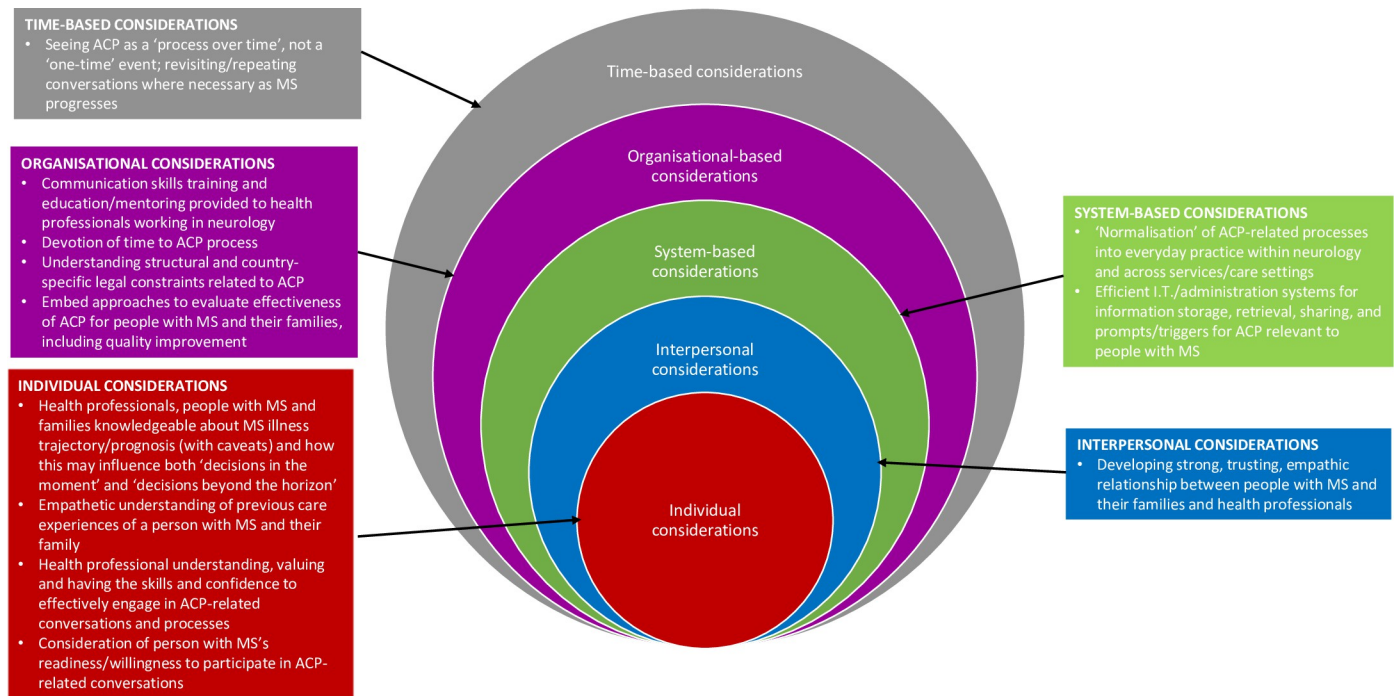 TIME-BASED CONSIDERATIONS
• Seeing ACP as a ‘process over time’, not a
‘one-time’ event; revisiting/repeating
conversations where necessary as MS
progresses
ORGANISATIONAL CONSIDERATIONS
• Communication skills training and
education/mentoring provided to health
professionals working in neurology
• Devotion of time to ACP process
• Understanding structural and country-
specific legal constraints related to ACP
• Embed approaches to evaluate effectiveness
of ACP for people with MS and their families,
including quality improvement
INDIVIDUAL CONSIDERATIONS
• Health professionals, people with MS and
families knowledgeable about MS illness
trajectory/prognosis (with caveats) and how
this may influence both ‘decisions in the
moment’ and ‘decisions beyond the horizon’
• Empathetic understanding of previous care
experiences of a person with MS and their
family
• Health professional understanding, valuing
and having the skills and confidence to
effectively engage in ACP-related
conversations and processes
• Consideration of person with MS’s
readiness/willingness to participate in ACP-
related conversations
Time-based considerations
Organisational-based
considerations
System-based
considerations
Interpersonal
considerations
Individual
considerations
SYSTEM-BASED CONSIDERATIONS
• ‘Normalisation’ of ACP-related processes
into everyday practice within neurology
and across services/care settings
• Efficient I.T./administration systems for
information storage, retrieval, sharing, and
prompts/triggers for ACP relevant to
people with MS
INTERPERSONAL CONSIDERATIONS
• Developing strong, trusting, empathic
relationship between people with MS and
their families and health professionals